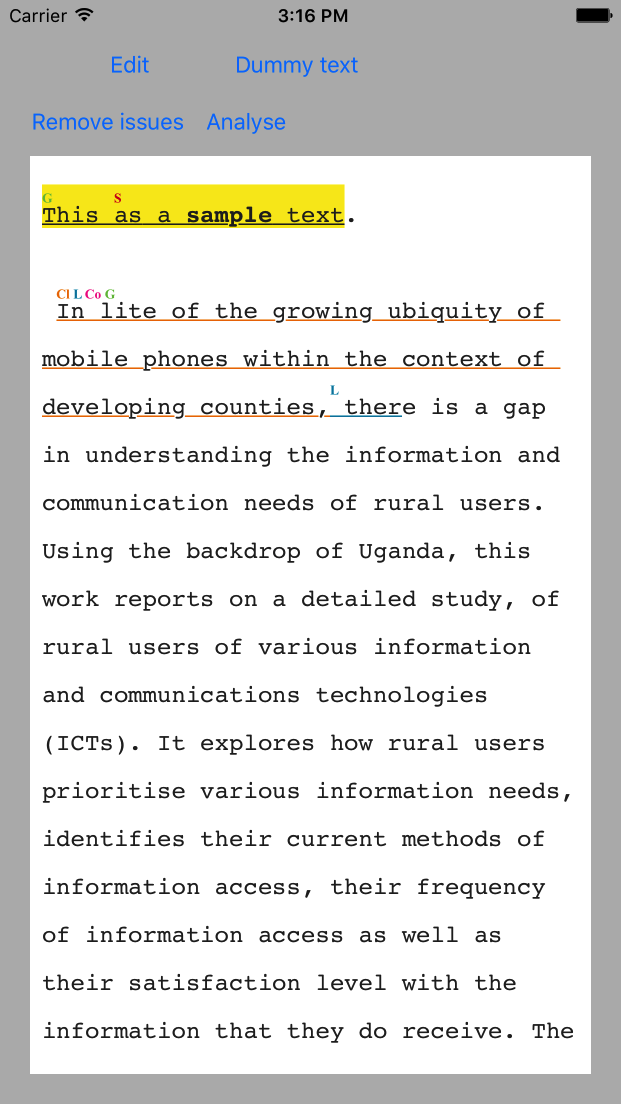 Carrier 3:16 PM
Edit Dummy text
Remove issues Analyse
G S
This as a sample text.
Cl L Co G
In lite of the growing ubiquity of
mobile phones within the context of
L
developing counties, there is a gap
in understanding the information and
communication needs of rural users.
Using the backdrop of Uganda, this
work reports on a detailed study, of
rural users of various information
and communications technologies
(ICTs). It explores how rural users
prioritise various information needs,
identifies their current methods of
information access, their frequency
of information access as well as
their satisfaction level with the
information that they do receive. The